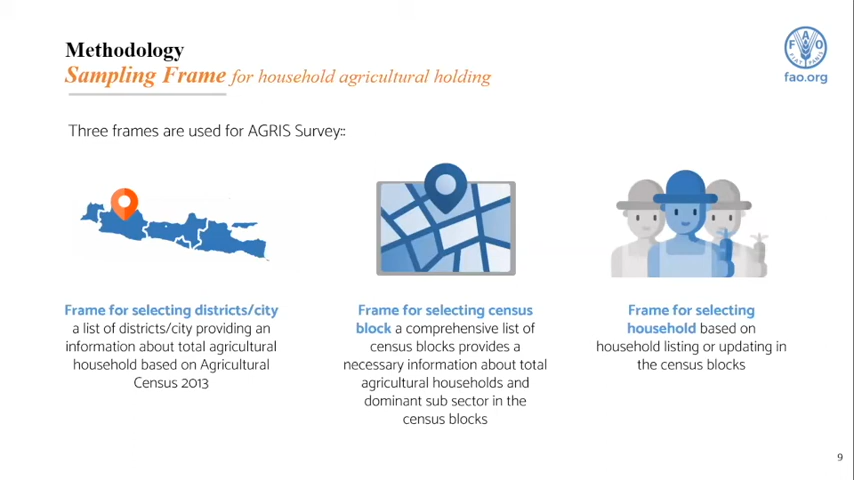 Methodology
Sampling Frame for household agricultural holding
FAO
FIAT PANIS
fao.org
Three frames are used for AGRIS Survey::
Frame for selecting districts/city
a list of districts/city providing an
information about total agricultural
household based on Agricultural
Census 2013
Frame for selecting census
block a comprehensive list of
census blocks provides a
necessary information about total
agricultural households and
dominant sub sector in the
census blocks
Frame for selecting
household based on
household listing or updating in
the census blocks
9